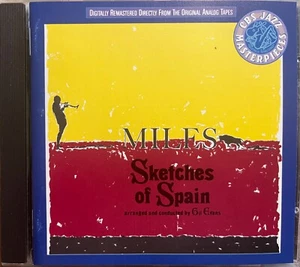 DIGITALLY REMASTERED DIRECTLY FROM THE ORIGINAL ANALOG TAPES
CBS JAZZ
MASTERPIECES
MILES
Sketches
of Spain
arranged and conducted by Gil Evans